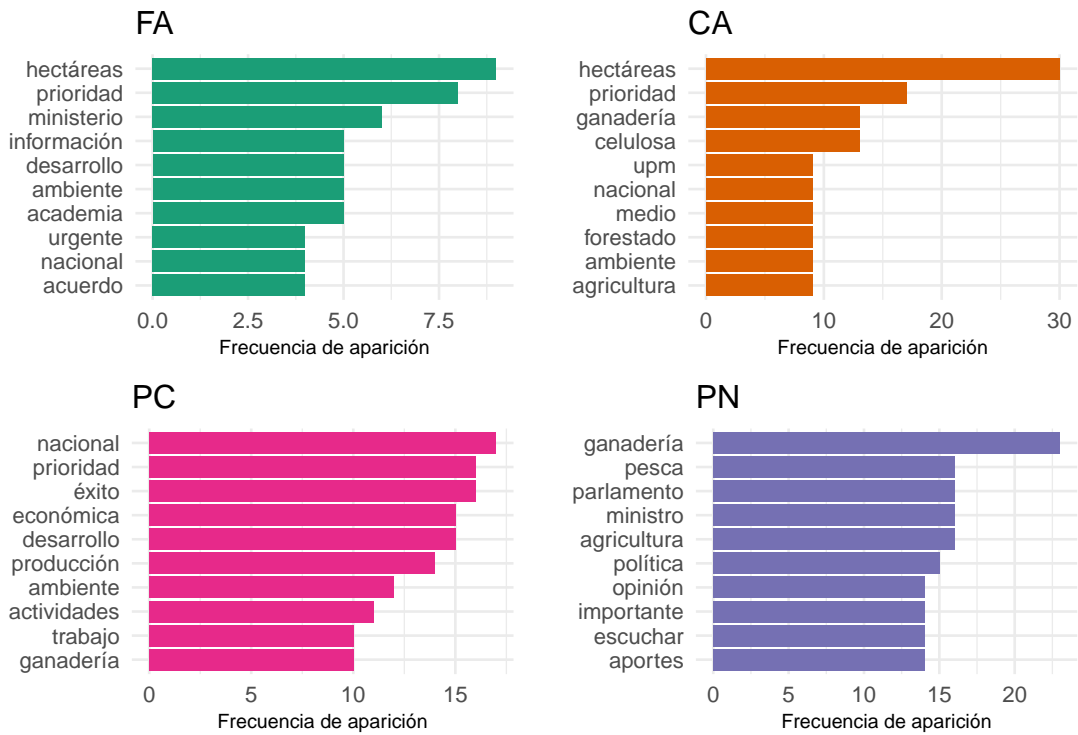 FA
hectáreas
prioridad
ministerio
información
desarrollo
ambiente
academia
urgente
nacional
acuerdo
0.0 2.5 5.0 7.5
Frecuencia de aparición
CA
hectáreas
prioridad
ganadería
celulosa
upm
nacional
medio
forestado
ambiente
agricultura
0 10 20 30
Frecuencia de aparición
PC
nacional
prioridad
éxito
económica
desarrollo
producción
ambiente
actividades
trabajo
ganadería
0 5 10 15
Frecuencia de aparición
PN
ganadería
pesca
parlamento
ministro
agricultura
política
opinión
importante
escuchar
aportes
0 5 10 15 20
Frecuencia de aparición